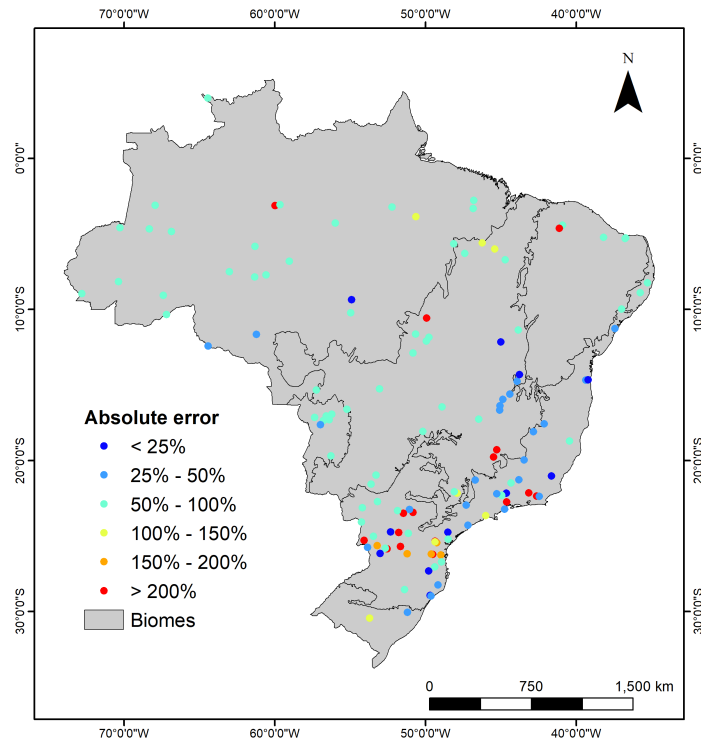 70°0'0"W 60°0'0"W 50°0'0"W 40°0'0"W
N
0°0'0" 0°0'0"
10°0'0"S 10°0'0"S
20°0'0"S 20°0'0"S
30°0'0"S 30°0'0"S
Absolute error
< 25%
25% - 50%
50% - 100%
100% - 150%
150% - 200%
> 200%
Biomes
0 750 1,500 km
70°0'0"W 60°0'0"W 50°0'0"W 40°0'0"W